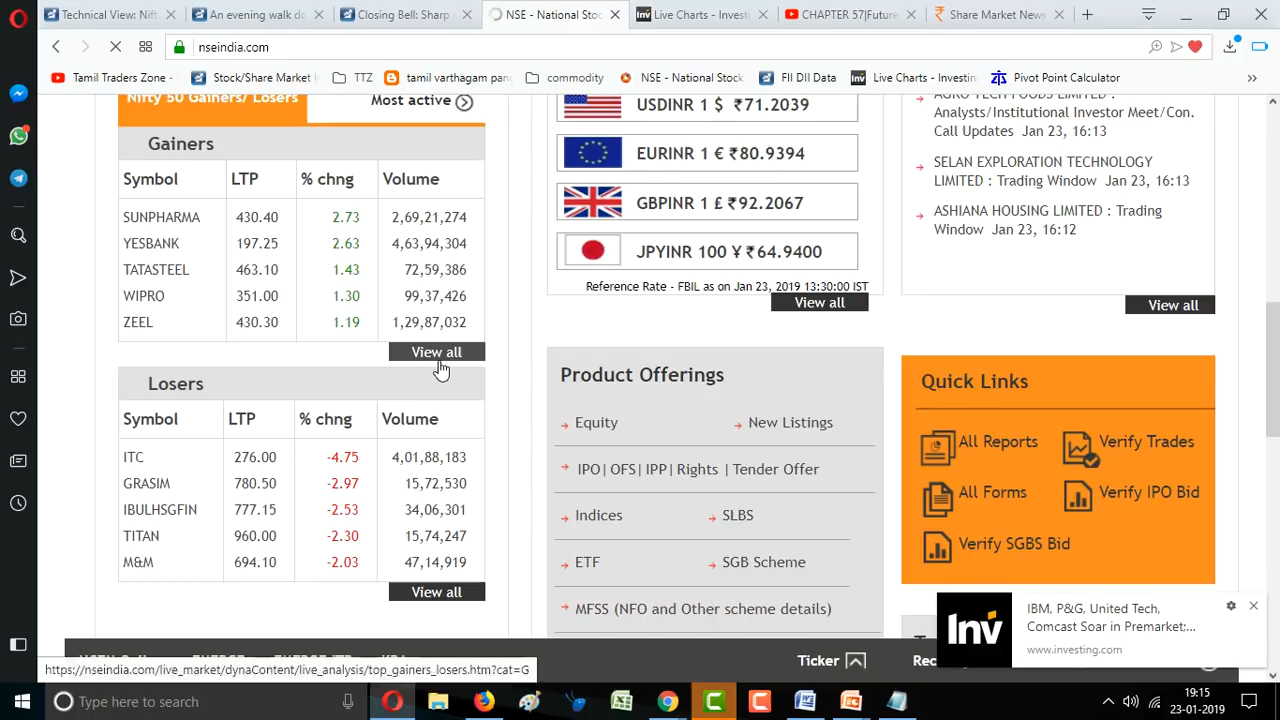 Technical View: Nift
An evening walk do
Closing Bell: Sharp
NSE - National Stoc
Live Charts - Investi
CHAPTER 57|Future
Share Market News
nseindia.com
Tamil Traders Zone -
Stock/Share Market I
TTZ
tamil varthagam pang
commodity
NSE - National Stock
FII DII Data
Live Charts - Investin
Pivot Point Calculator
Nifty 50 Gainers/ Losers
Most active
Gainers
Symbol LTP % chng Volume
SUNPHARMA 430.40 2.73 2,69,21,274
YESBANK 197.25 2.63 4,63,94,304
TATASTEEL 463.10 1.43 72,59,386
WIPRO 351.00 1.30 99,37,426
ZEEL 430.30 1.19 1,29,87,032
View all
Losers
Symbol LTP % chng Volume
ITC 276.00 -4.75 4,01,88,183
GRASIM 780.50 -2.97 15,72,530
IBULHSGFIN 777.15 -2.53 34,06,301
TITAN 960.00 -2.30 15,74,247
M&M 694.10 -2.03 47,14,919
View all
USDINR 1 $ ₹71.2039
EURINR 1 € ₹80.9394
GBPINR 1 £ ₹92.2067
JPYINR 100 ¥ ₹64.9400
Reference Rate - FBIL as on Jan 23, 2019 13:30:00 IST
View all
AGRO TECH FOODS LIMITED :
Analysts/Institutional Investor Meet/Con.
Call Updates Jan 23, 16:13
SELAN EXPLORATION TECHNOLOGY
LIMITED : Trading Window Jan 23, 16:13
ASHIANA HOUSING LIMITED : Trading
Window Jan 23, 16:12
View all
Product Offerings
Equity
New Listings
IPO| OFS| IPP| Rights | Tender Offer
Indices
SLBS
ETF
SGB Scheme
MFSS (NFO and Other scheme details)
Quick Links
All Reports
Verify Trades
All Forms
Verify IPO Bid
Verify SGBS Bid
Inv
IBM, P&G, United Tech,
Comcast Soar in Premarket;...
www.investing.com
Ticker
https://nseindia.com/live_market/dynaContent/live_analysis/top_gainers_losers.htm?cat=G
Type here to search
19:15
23-01-2019